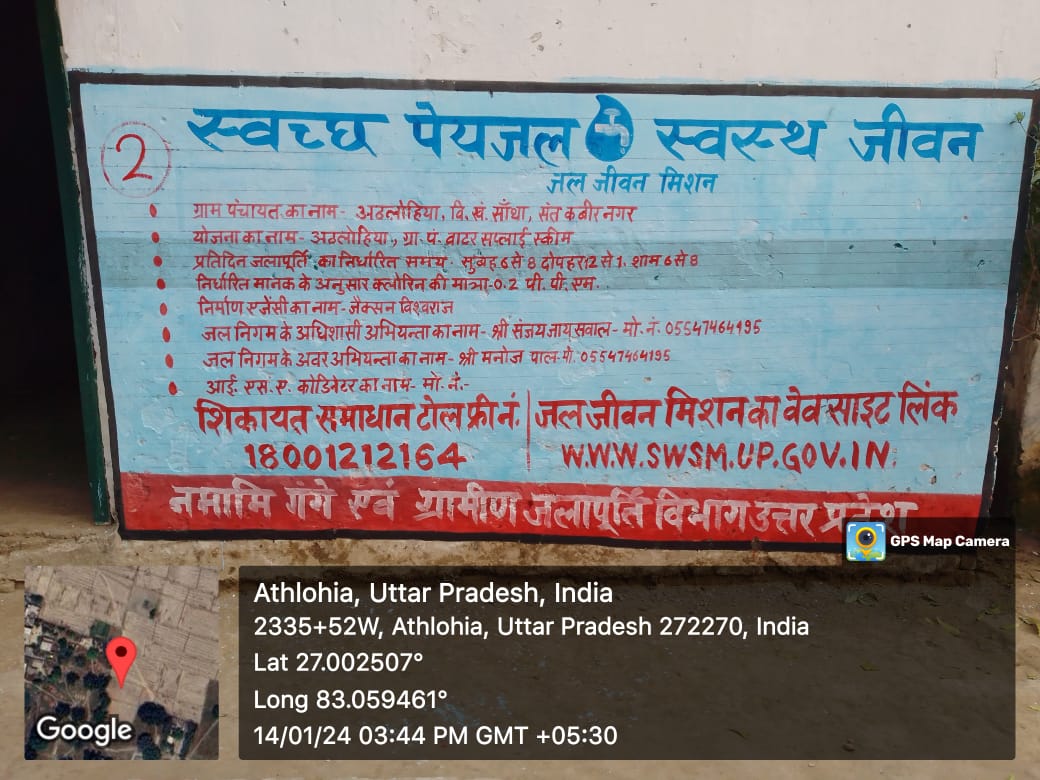 2
स्वच्छ पेयजल स्वस्थ जीवन
जल जीवन मिशन
ग्राम पंचायत का नाम- अठलोहिया, वि.खं. साँथा, संत कबीर नगर
योजना का नाम- अठलोहिया, ग्रा.पं. वाटर सप्लाई स्कीम
प्रतिदिन जलापूर्ति का निर्धारित समय- सुबह 6 से 8 दोपहर 12 से 1, शाम 6 से 8
निर्धारित मानक के अनुसार क्लोरिन की मात्रा-0.2 पी. पी. एम.
निर्माण एजेंसी का नाम- जैक्सन विश्वराज
जल निगम के अधिशासी अभियन्ता का नाम- श्री संजय जायसवाल- मो. नं. 05547464195
जल निगम के अवर अभियन्ता का नाम- श्री मनोज पाल-मो. 05547464195
आई. एस. ए. कोडिनेटर का नाम- मो. नं.-
शिकायत समाधान टोल फ्री नं. जल जीवन मिशन का वेवसाइट लिंक
18001212164 W.W.W.SWSM.UP.GOV.IN.
नमामि गंगे एवं ग्रामीण जलापूर्ति विभाग उत्तर प्रदेश
GPS Map Camera
Athlohia, Uttar Pradesh, India
2335+52W, Athlohia, Uttar Pradesh 272270, India
Lat 27.002507°
Long 83.059461°
14/01/24 03:44 PM GMT +05:30
Google